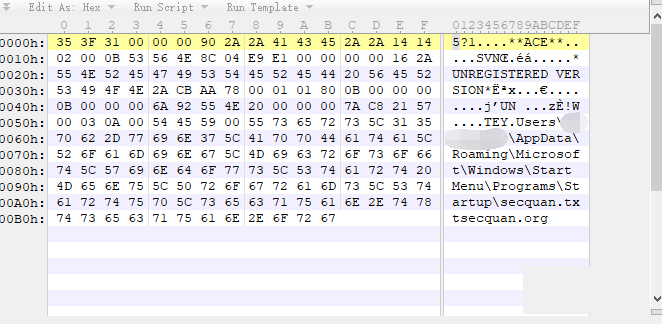 Edit As: Hex Run Script Run Template
0 1 2 3 4 5 6 7 8 9 A B C D E F 0123456789ABCDEF
0000h: 35 3F 31 00 00 00 90 2A 2A 41 43 45 2A 2A 14 14 5?1....**ACE**..
0010h: 02 00 0B 53 56 4E 8C 04 E9 E1 00 00 00 00 16 2A ...SVNŒ.éá.....*
0020h: 55 4E 52 45 47 49 53 54 45 52 45 44 20 56 45 52 UNREGISTERED VER
0030h: 53 49 4F 4E 2A CB AA 78 00 01 01 80 0B 00 00 00 SION*Ëªx...€....
0040h: 0B 00 00 00 6A 92 55 4E 20 00 00 00 7A C8 21 57 ....j’UN ...zÈ!W
0050h: 00 03 0A 00 54 45 59 00 55 73 65 72 73 5C 31 35 ....TEY.Users\
0060h: 70 62 2D 77 69 6E 37 5C 41 70 70 44 61 74 61 5C \AppData\
0070h: 52 6F 61 6D 69 6E 67 5C 4D 69 63 72 6F 73 6F 66 Roaming\Microsof
0080h: 74 5C 57 69 6E 64 6F 77 73 5C 53 74 61 72 74 20 t\Windows\Start
0090h: 4D 65 6E 75 5C 50 72 6F 67 72 61 6D 73 5C 53 74 Menu\Programs\St
00A0h: 61 72 74 75 70 5C 73 65 63 71 75 61 6E 2E 74 78 artup\secquan.tx
00B0h: 74 73 65 63 71 75 61 6E 2E 6F 72 67 tsecquan.org